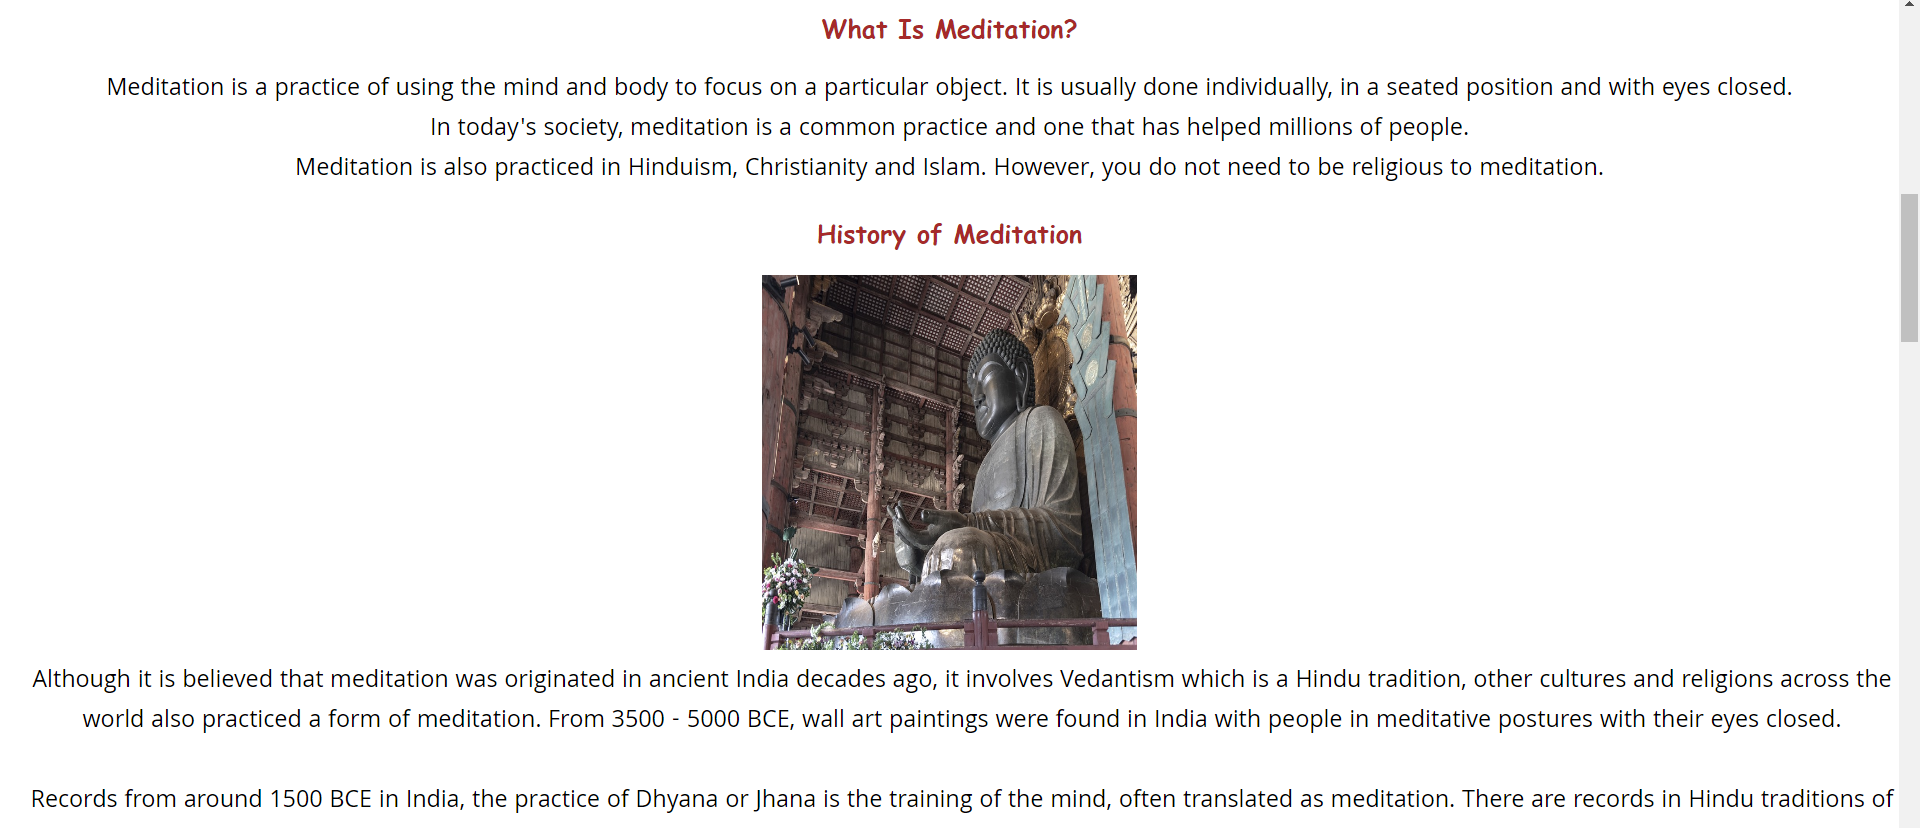 What Is Meditation?
Meditation is a practice of using the mind and body to focus on a particular object. It is usually done individually, in a seated position and with eyes closed.
In today's society, meditation is a common practice and one that has helped millions of people.
Meditation is also practiced in Hinduism, Christianity and Islam. However, you do not need to be religious to meditation.
History of Meditation
Although it is believed that meditation was originated in ancient India decades ago, it involves Vedantism which is a Hindu tradition, other cultures and religions across the
world also practiced a form of meditation. From 3500 - 5000 BCE, wall art paintings were found in India with people in meditative postures with their eyes closed.
Records from around 1500 BCE in India, the practice of Dhyana or Jhana is the training of the mind, often translated as meditation. There are records in Hindu traditions of